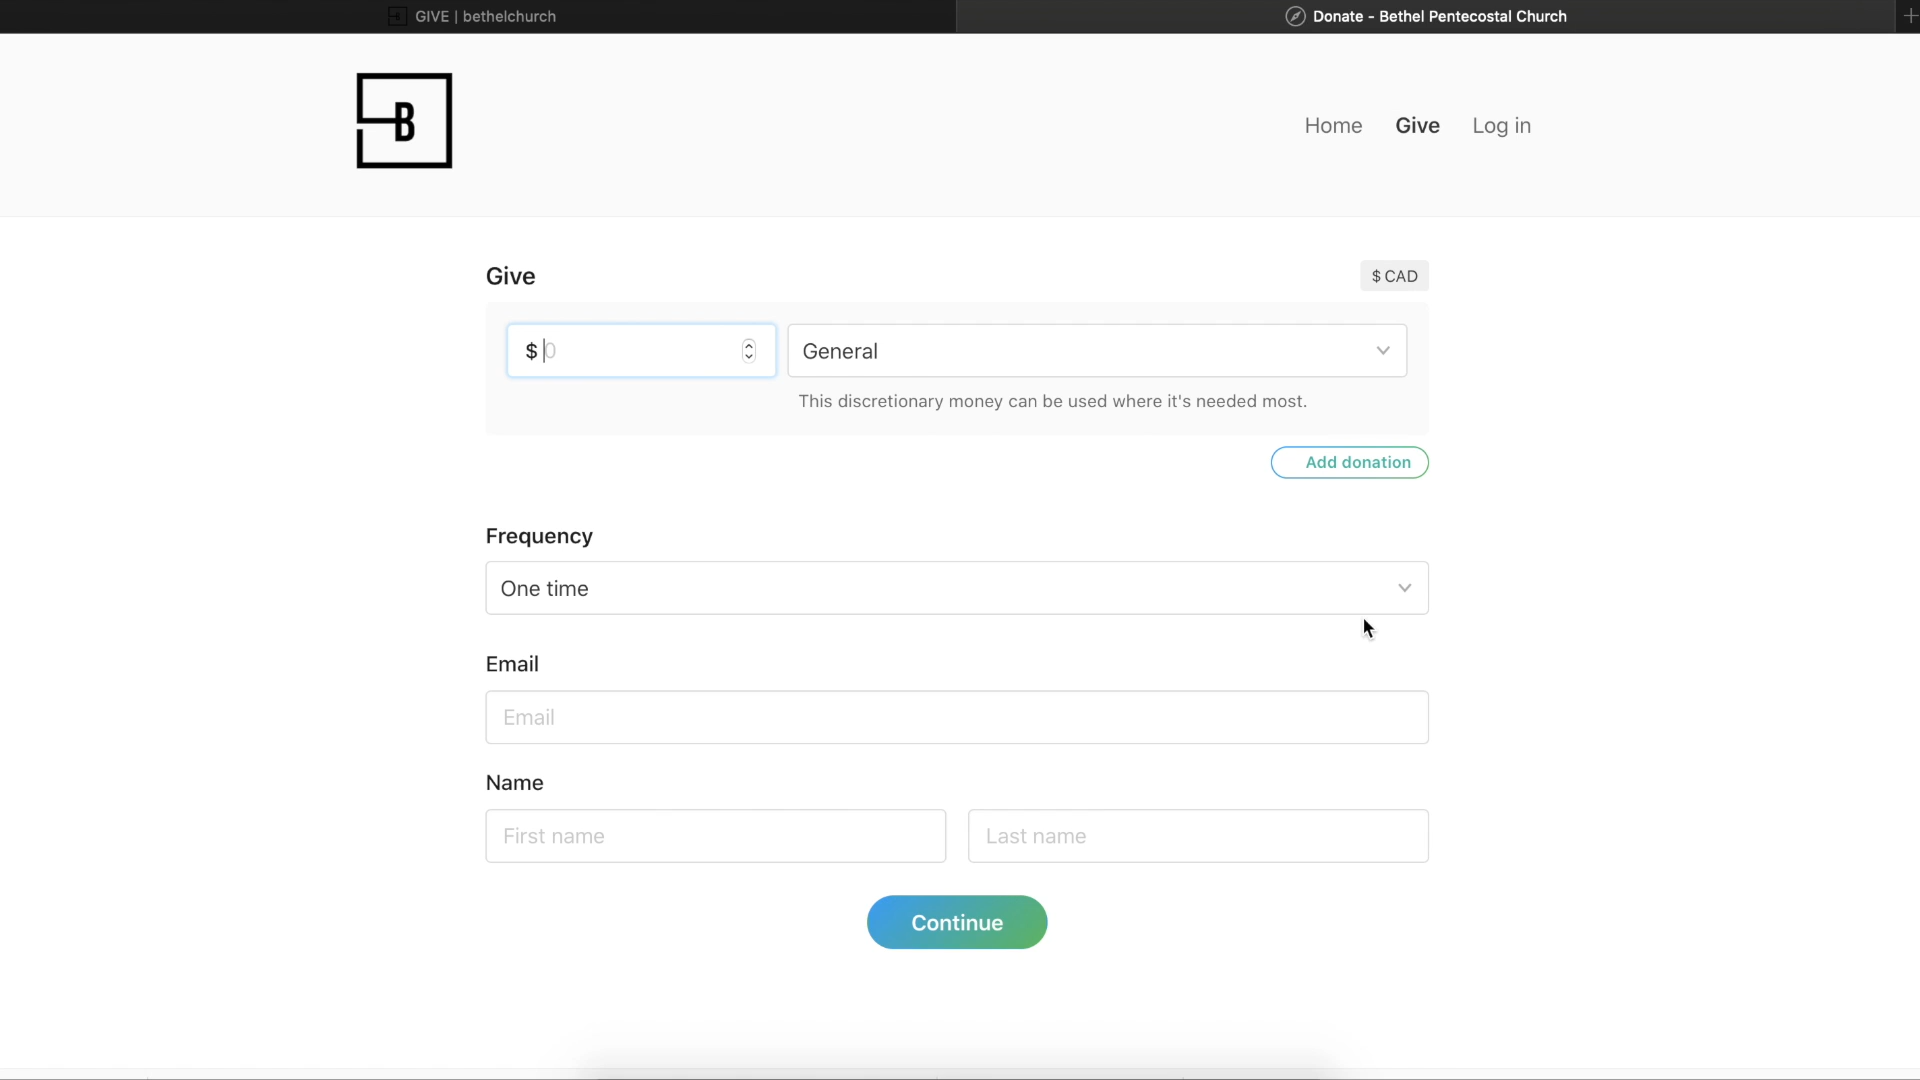 GIVE | bethelchurch
Donate - Bethel Pentecostal Church
B
Home Give Log in
Give
$ CAD
$ 0
General
This discretionary money can be used where it's needed most.
Add donation
Frequency
One time
Email
Email
Name
First name
Last name
Continue